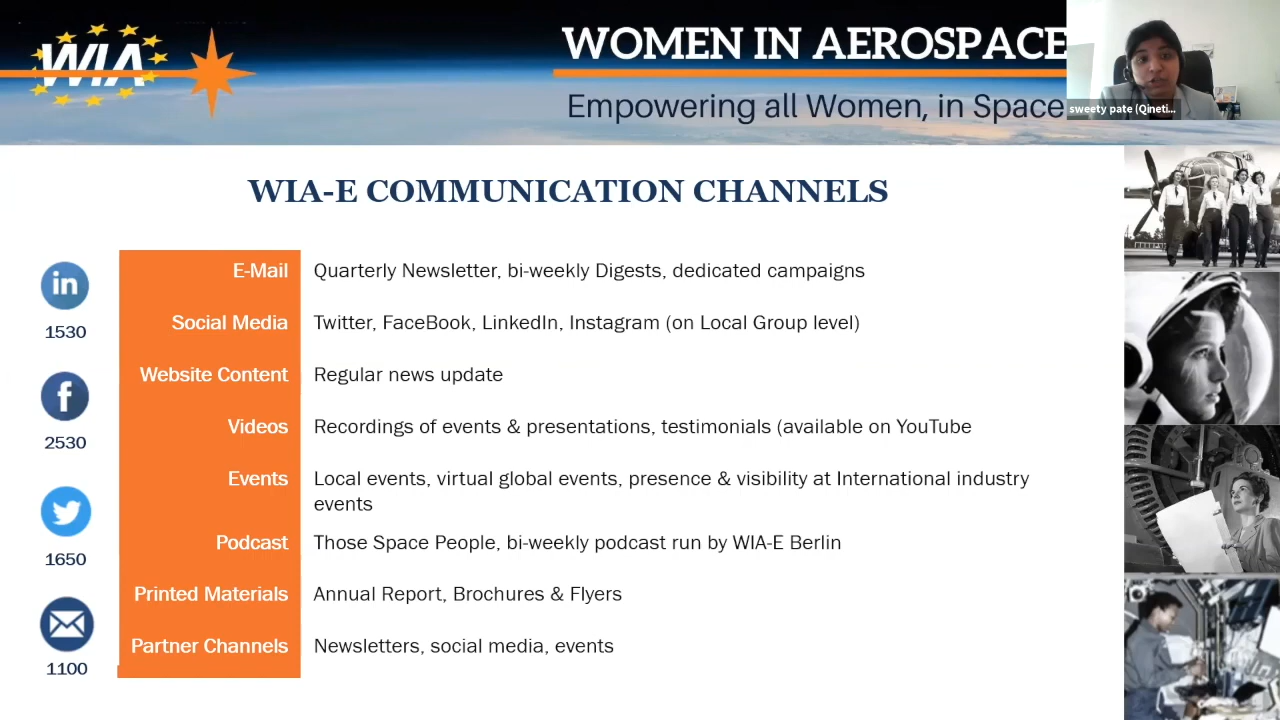 WIA
WOMEN IN AEROSPACE
Empowering all Women, in Space
sweety pate (Qineti...
WIA-E COMMUNICATION CHANNELS
1530
2530
1650
1100
E-Mail Quarterly Newsletter, bi-weekly Digests, dedicated campaigns
Social Media Twitter, FaceBook, LinkedIn, Instagram (on Local Group level)
Website Content Regular news update
Videos Recordings of events & presentations, testimonials (available on YouTube
Events Local events, virtual global events, presence & visibility at International industry
events
Podcast Those Space People, bi-weekly podcast run by WIA-E Berlin
Printed Materials Annual Report, Brochures & Flyers
Partner Channels Newsletters, social media, events